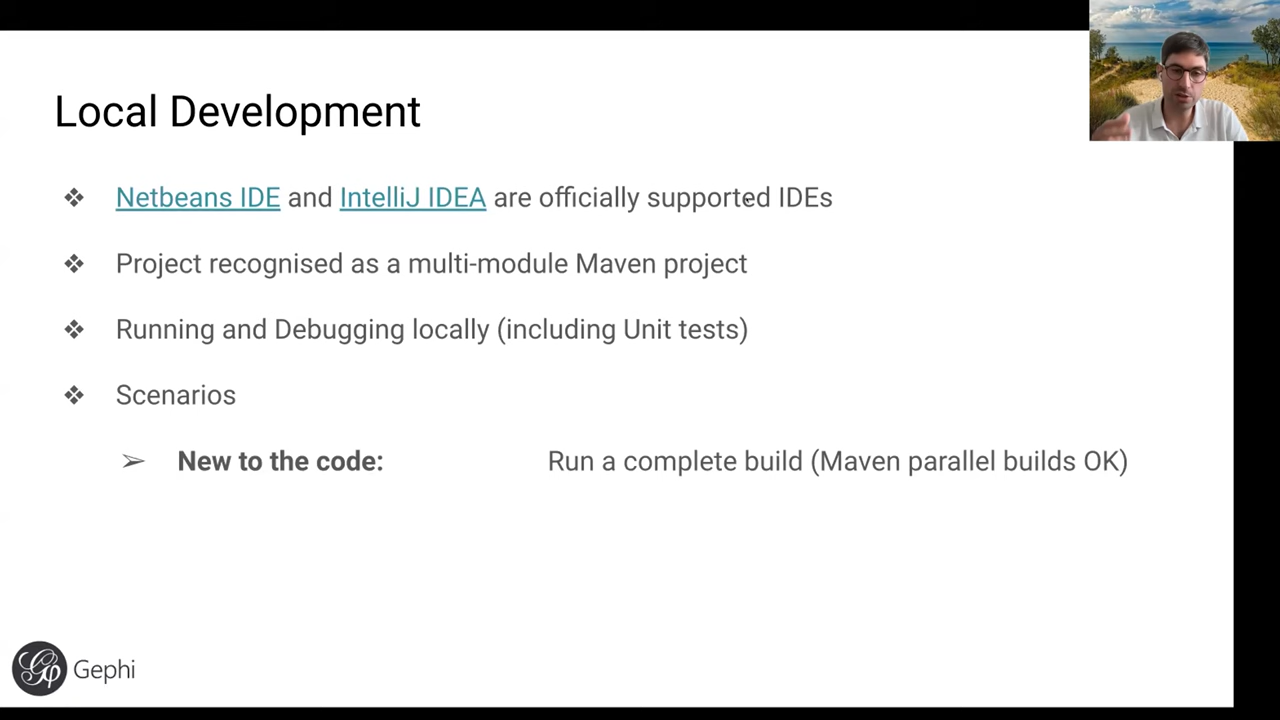 Local Development
❖ Netbeans IDE and IntelliJ IDEA are officially supported IDEs
❖ Project recognised as a multi-module Maven project
❖ Running and Debugging locally (including Unit tests)
❖ Scenarios
➢ New to the code: Run a complete build (Maven parallel builds OK)
Gephi